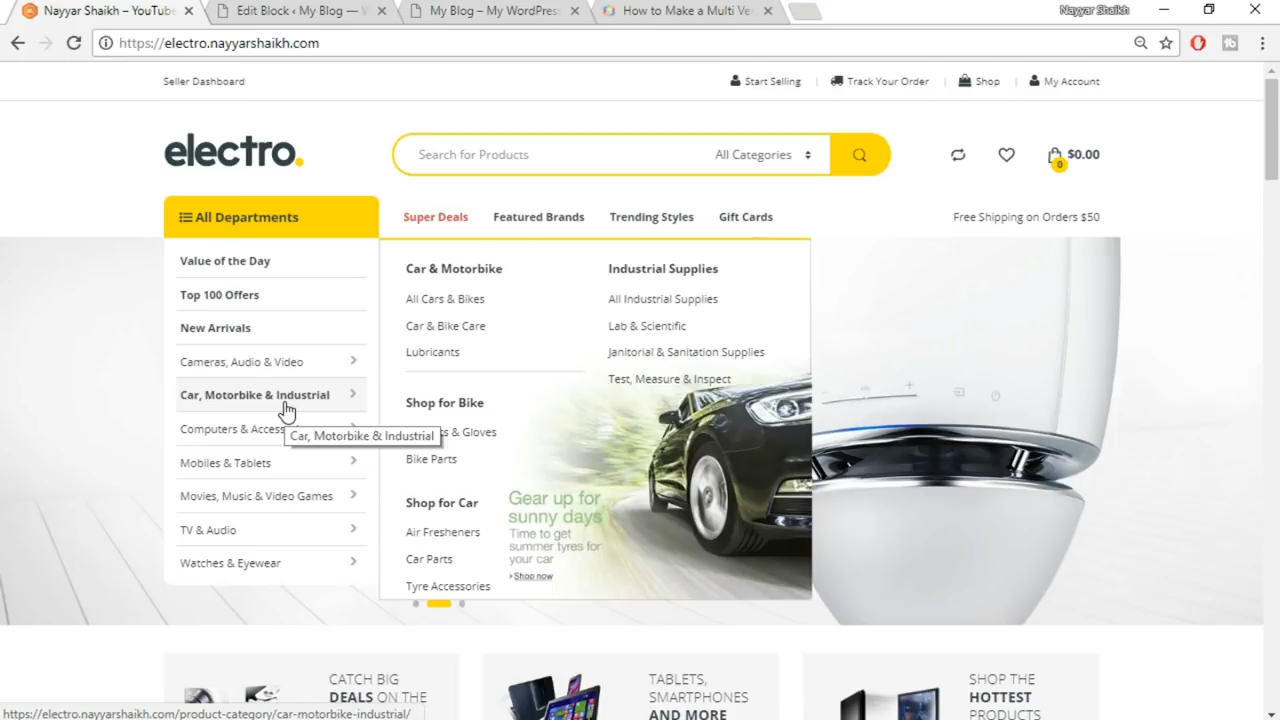 Nayyar Shaikh – YouTube
Edit Block ‹ My Blog — W
My Blog – My WordPress
How to Make a Multi Ve
Nayyar Shaikh
https://electro.nayyarshaikh.com
Seller Dashboard
Start Selling
Track Your Order
Shop
My Account
electro.
Search for Products
All Categories
0
$0.00
All Departments
Super Deals
Featured Brands
Trending Styles
Gift Cards
Free Shipping on Orders $50
Value of the Day
Top 100 Offers
New Arrivals
Cameras, Audio & Video
Car, Motorbike & Industrial
Computers & Access
Car, Motorbike & Industrial
Mobiles & Tablets
Movies, Music & Video Games
TV & Audio
Watches & Eyewear
Car & Motorbike
All Cars & Bikes
Car & Bike Care
Lubricants
Shop for Bike
s & Gloves
Bike Parts
Shop for Car
Air Fresheners
Car Parts
Tyre Accessories
Industrial Supplies
All Industrial Supplies
Lab & Scientific
Janitorial & Sanitation Supplies
Test, Measure & Inspect
Gear up for
sunny days
Time to get
summer tyres for
your car
Shop now
CATCH BIG
DEALS ON THE
TABLETS,
SMARTPHONES
AND MORE
SHOP THE
HOTTEST
PRODUCTS
https://electro.nayyarshaikh.com/product-category/car-motorbike-industrial/